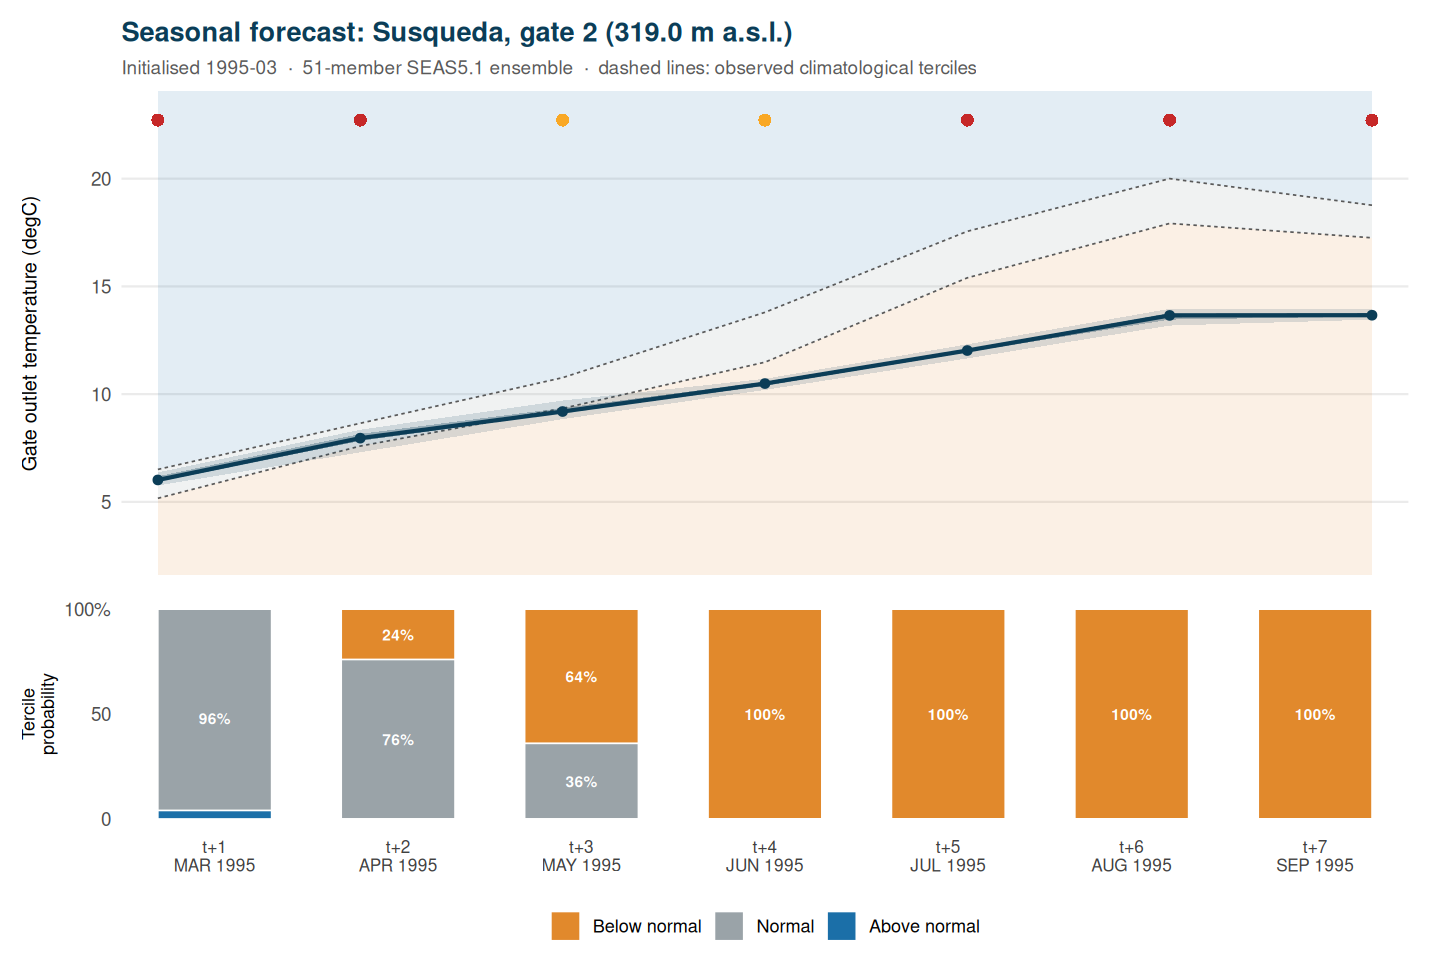 Seasonal forecast: Susqueda, gate 2 (319.0 m a.s.l.)
Initialised 1995-03 · 51-member SEAS5.1 ensemble · dashed lines: observed climatological terciles
Gate outlet temperature (degC)
20
15
10
5
Tercile
probability
100%
50
0
96%
24%
76%
64%
36%
100%
100%
100%
100%
t+1
MAR 1995
t+2
APR 1995
t+3
MAY 1995
t+4
JUN 1995
t+5
JUL 1995
t+6
AUG 1995
t+7
SEP 1995
Below normal
Normal
Above normal